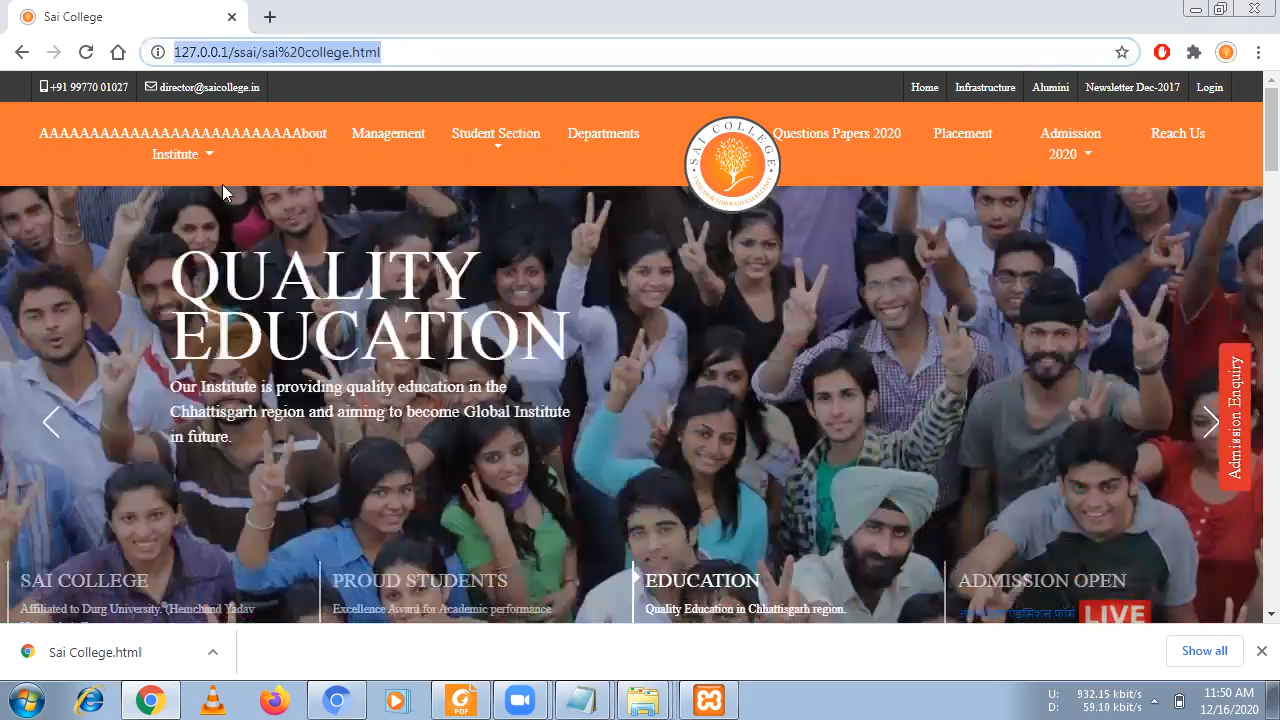 Sai College
127.0.0.1/ssai/sai%20college.html
+91 99770 01027
director@saicollege.in
Home
Infrastructure
Alumini
Newsletter Dec-2017
Login
AAAAAAAAAAAAAAAAAAAAAAAAAAbout
Institute
Management
Student Section
Departments
SAI COLLEGE
Questions Papers 2020
Placement
Admission
2020
Reach Us
QUALITY
EDUCATION
Our Institute is providing quality education in the
Chhattisgarh region and aiming to become Global Institute
in future.
Admission Enquiry
SAI COLLEGE
Affiliated to Durg University. (Hemchand Yadav
PROUD STUDENTS
Excellence Award for Academic performance
EDUCATION
Quality Education in Chhattisgarh region.
ADMISSION OPEN
LIVE
Sai College.html
Show all
PDF
U: 932.15 kbit/s
D: 59.10 kbit/s
11:50 AM
12/16/2020